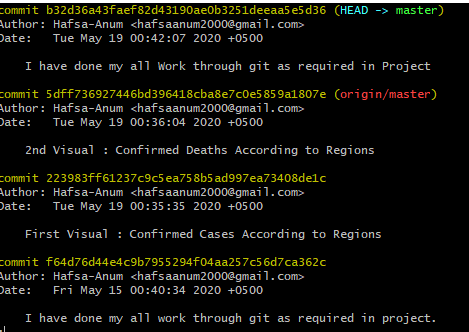 commit b32d36a43faef82d43190ae0b3251deeaa5e5d36 (HEAD -> master)
Author: Hafsa-Anum <hafsaanum2000@gmail.com>
Date:   Tue May 19 00:42:07 2020 +0500
I have done my all Work through git as required in Project
commit 5dff736927446bd396418cba8e7c0e5859a1807e (origin/master)
Author: Hafsa-Anum <hafsaanum2000@gmail.com>
Date:   Tue May 19 00:36:04 2020 +0500
2nd Visual : Confirmed Deaths According to Regions
commit 223983ff61237c9c5ea758b5ad997ea73408de1c
Author: Hafsa-Anum <hafsaanum2000@gmail.com>
Date:   Tue May 19 00:35:35 2020 +0500
First Visual : Confirmed Cases According to Regions
commit f64d76d44e4c9b7955294f04aa257c56d7ca362c
Author: Hafsa-Anum <hafsaanum2000@gmail.com>
Date:   Fri May 15 00:40:34 2020 +0500
I have done my all work through git as required in project.